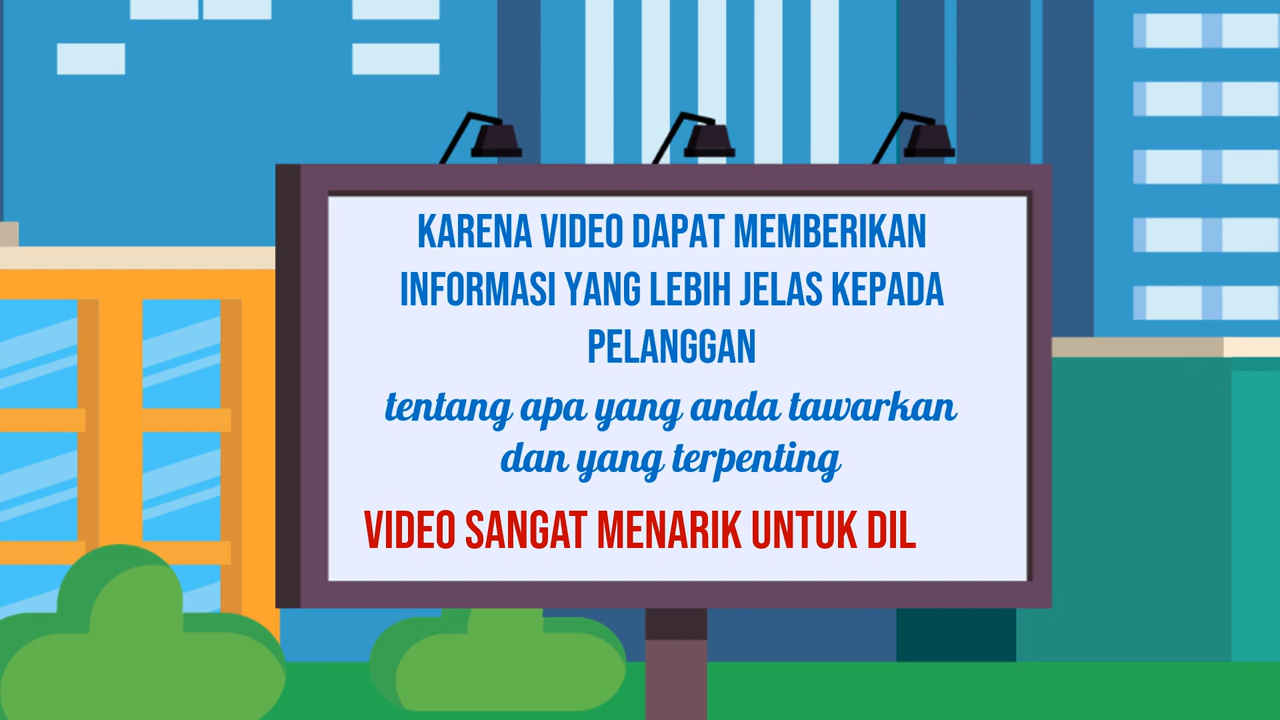 KARENA VIDEO DAPAT MEMBERIKAN
INFORMASI YANG LEBIH JELAS KEPADA
PELANGGAN
tentang apa yang anda tawarkan
dan yang terpenting
VIDEO SANGAT MENARIK UNTUK DIL